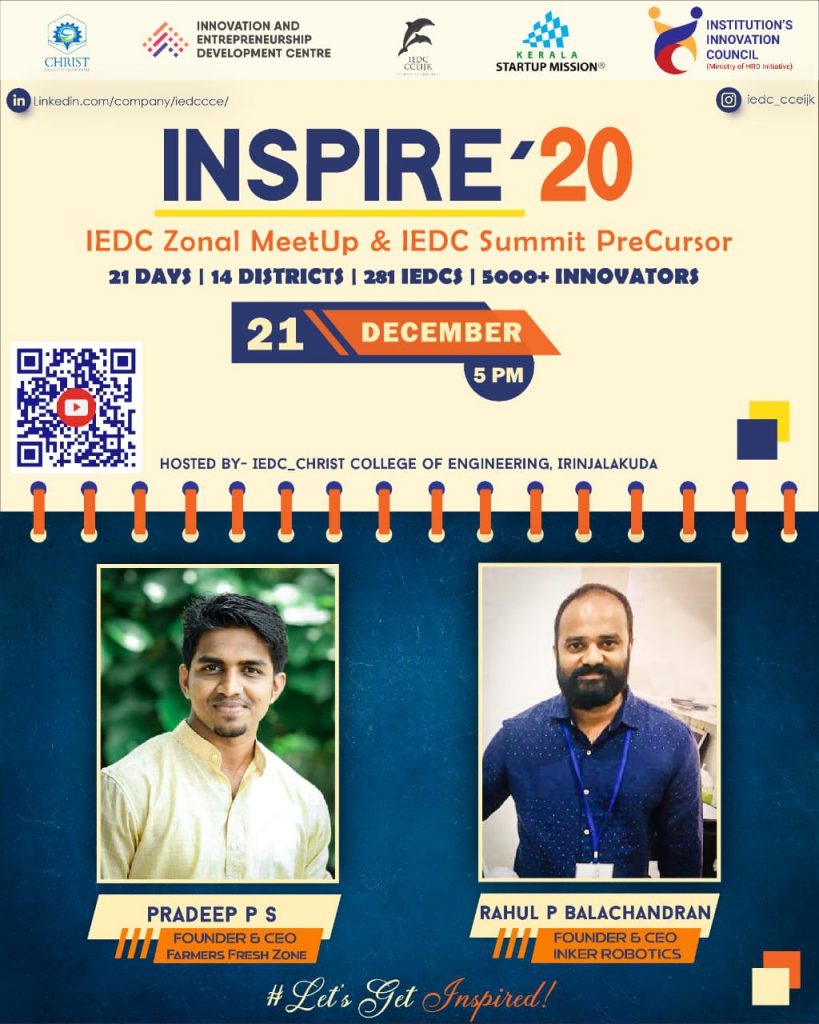 CHRIST
INNOVATION AND
ENTREPRENEURSHIP
DEVELOPMENT CENTRE
IEDC
CCEIJK
KERALA
STARTUP MISSION®
INSTITUTION'S
INNOVATION
COUNCIL
(Ministry of HRD Initiative)
in Linkedin.com/company/iedccce/
iedc_cceijk
INSPIRE'20
IEDC Zonal MeetUp & IEDC Summit PreCursor
21 DAYS | 14 DISTRICTS | 281 IEDCS | 5000+ INNOVATORS
21 DECEMBER
5 PM
HOSTED BY- IEDC_CHRIST COLLEGE OF ENGINEERING, IRINJALAKUDA
PRADEEP P S
FOUNDER & CEO
FARMERS FRESH ZONE
RAHUL P BALACHANDRAN
FOUNDER & CEO
INKER ROBOTICS
#Let's Get Inspired!